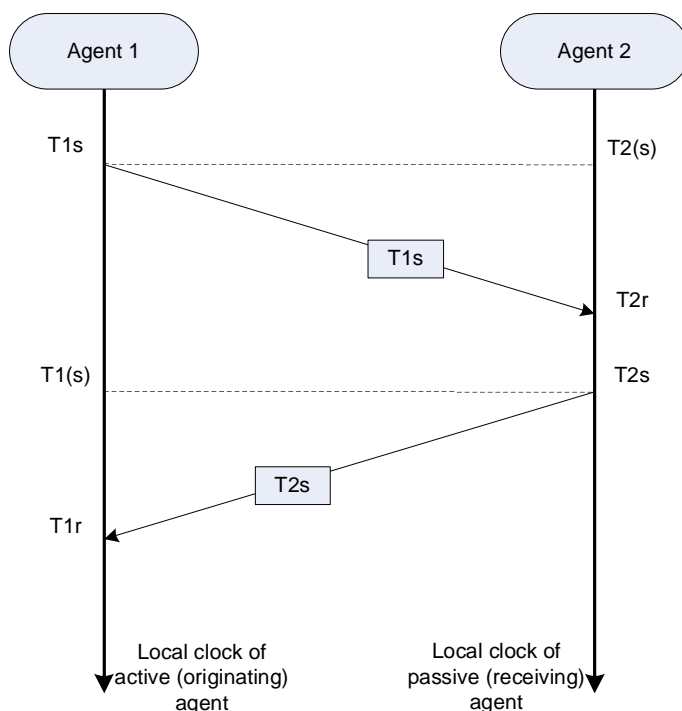 Agent 1
Agent 2
T1s
T2(s)
T1s
T2r
T1(s)
T2s
T2s
T1r
Local clock of
active (originating)
agent
Local clock of
passive (receiving)
agent